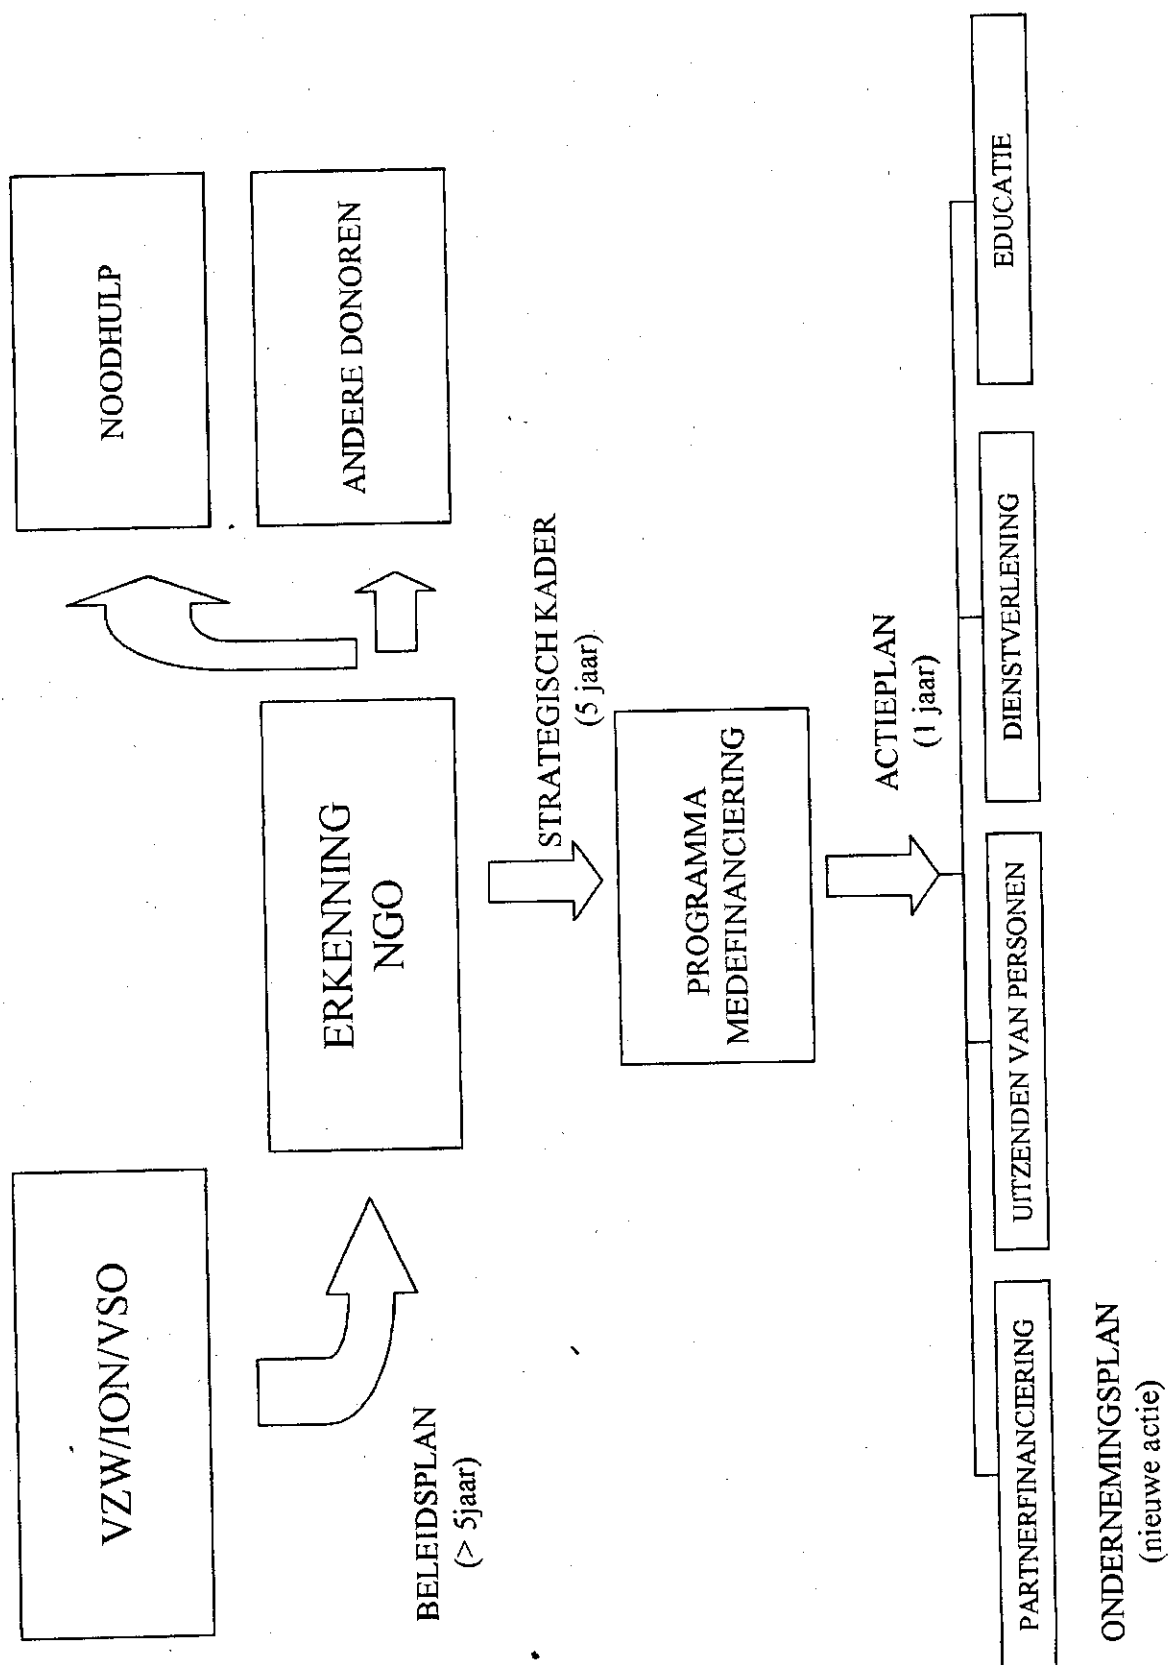 VZW/ION/VSO
NOODHULP
BELEIDSPLAN
(> 5jaar)
ERKENNING
NGO
ANDERE DONOREN
STRATEGISCH KADER
(5 jaar)
PROGRAMMA
MEDEFINANCIERING
ACTIEPLAN
(1 jaar)
PARTNERFINANCIERING
UITZENDEN VAN PERSONEN
DIENSTVERLENING
EDUCATIE
ONDERNEMINGSPLAN
(nieuwe actie)